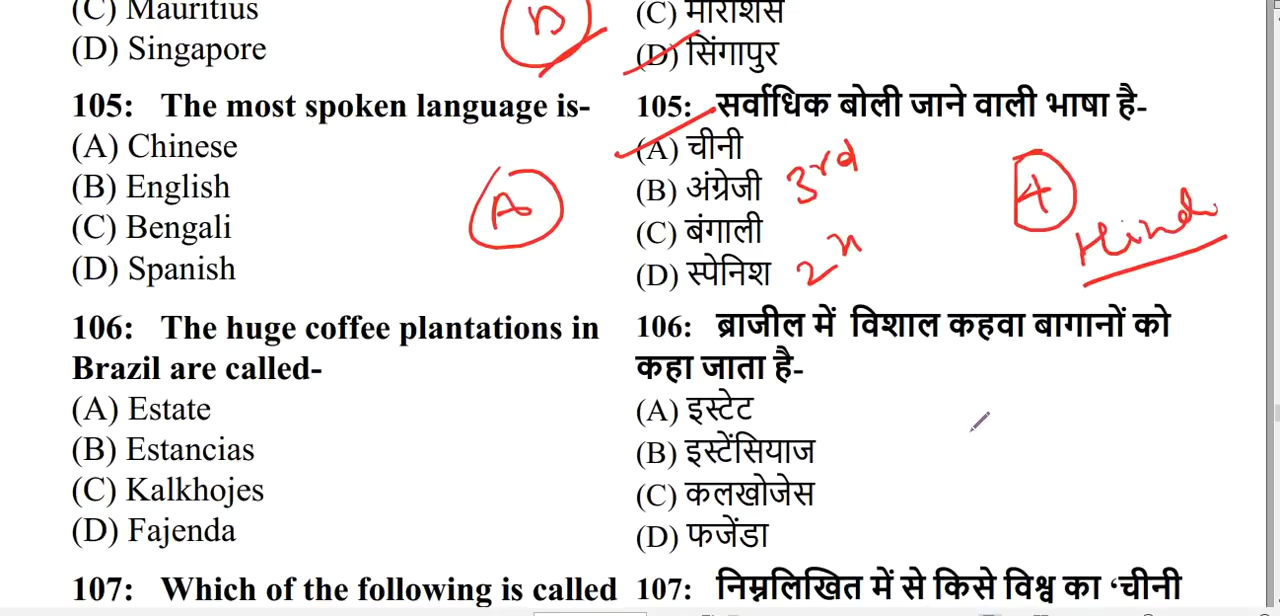 (C) Mauritius
(D) Singapore
D
(C) मॉरीशस
(D) सिंगापुर
105: The most spoken language is-
(A) Chinese
(B) English
(C) Bengali
(D) Spanish
A
105: सर्वाधिक बोली जाने वाली भाषा है-
(A) चीनी
(B) अंग्रेजी 3rd
(C) बंगाली
(D) स्पेनिश 2n
4
Hindi
106: The huge coffee plantations in
Brazil are called-
(A) Estate
(B) Estancias
(C) Kalkhojes
(D) Fajenda
106: ब्राजील में विशाल कहवा बागानों को
कहा जाता है-
(A) इस्टेट
(B) इस्टेंसियाज
(C) कलखोजेस
(D) फजेंडा
107: Which of the following is called
107: निम्नलिखित में से किसे विश्व का ‘चीनी